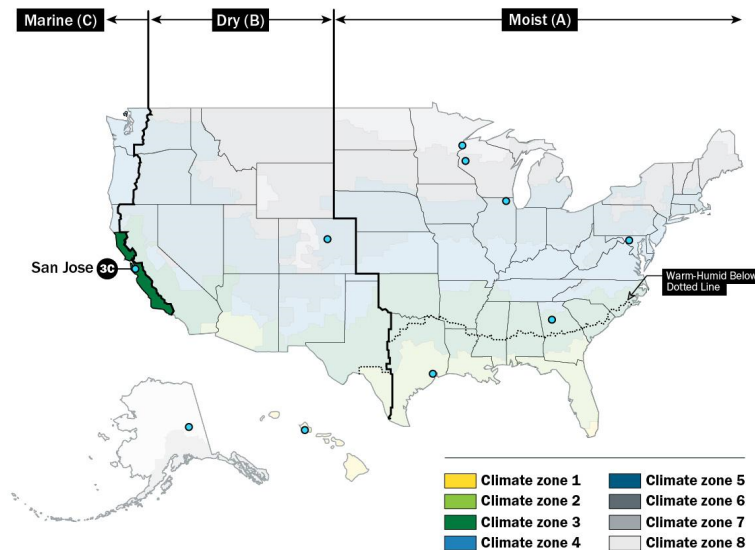 Marine (C)
Dry (B)
Moist (A)
San Jose 3C
Warm-Humid Below
Dotted Line
Climate zone 1
Climate zone 2
Climate zone 3
Climate zone 4
Climate zone 5
Climate zone 6
Climate zone 7
Climate zone 8